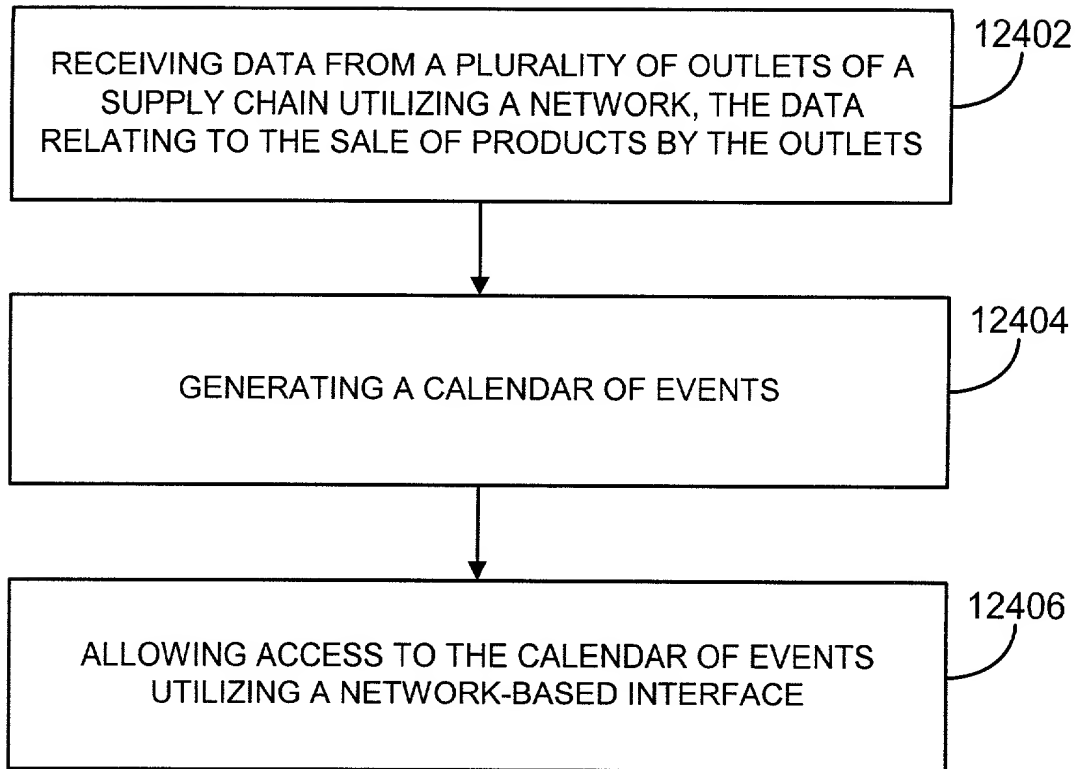 12402
RECEIVING DATA FROM A PLURALITY OF OUTLETS OF A
SUPPLY CHAIN UTILIZING A NETWORK, THE DATA
RELATING TO THE SALE OF PRODUCTS BY THE OUTLETS
12404
GENERATING A CALENDAR OF EVENTS
12406
ALLOWING ACCESS TO THE CALENDAR OF EVENTS
UTILIZING A NETWORK-BASED INTERFACE